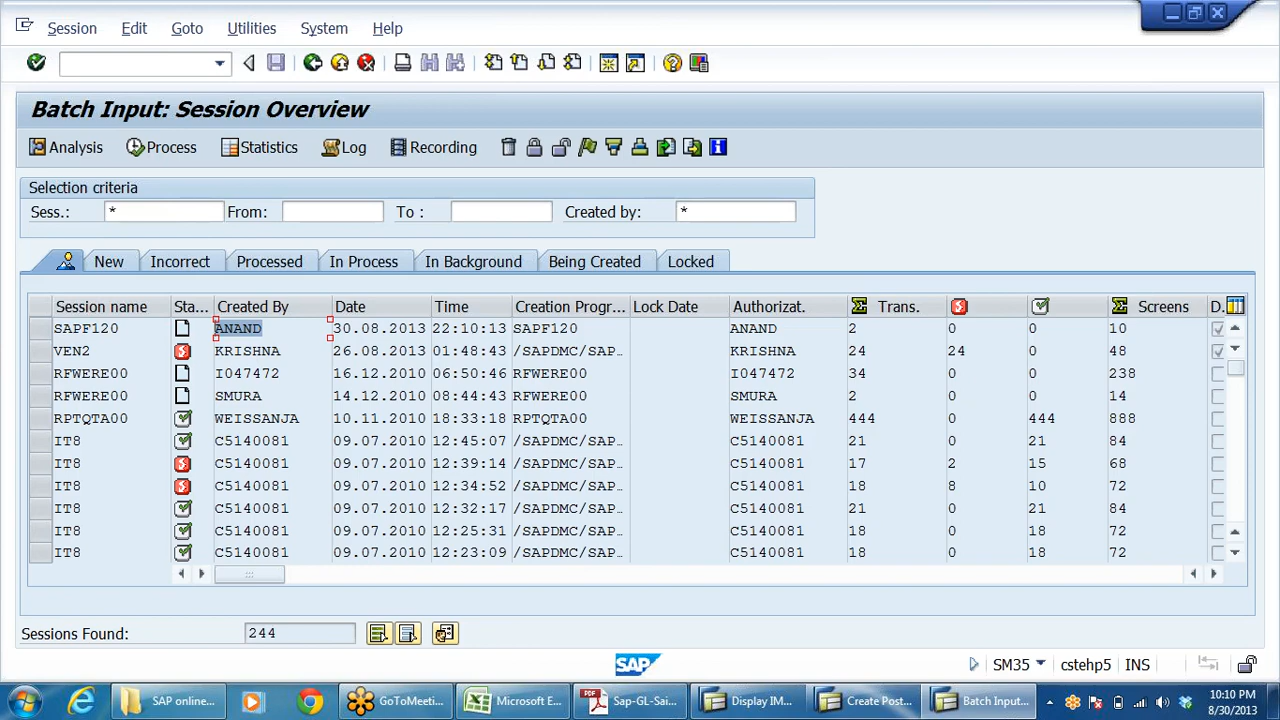 Session Edit Goto Utilities System Help
Batch Input: Session Overview
Analysis Process Statistics Log Recording
Selection criteria
Sess.: * From: To : Created by: *
New Incorrect Processed In Process In Background Being Created Locked
Session name Sta... Created By Date Time Creation Progr... Lock Date Authorizat. Trans. Screens D.
SAPF120 ANAND 30.08.2013 22:10:13 SAPF120 ANAND 2 0 0 10
VEN2 KRISHNA 26.08.2013 01:48:43 /SAPDMC/SAP… KRISHNA 24 24 0 48
RFWERE00 I047472 16.12.2010 06:50:46 RFWERE00 I047472 34 0 0 238
RFWERE00 SMURA 14.12.2010 08:44:43 RFWERE00 SMURA 2 0 0 14
RPTQTA00 WEISSANJA 10.11.2010 18:33:18 RPTQTA00 WEISSANJA 444 0 444 888
IT8 C5140081 09.07.2010 12:45:07 /SAPDMC/SAP… C5140081 21 0 21 84
IT8 C5140081 09.07.2010 12:39:14 /SAPDMC/SAP… C5140081 17 2 15 68
IT8 C5140081 09.07.2010 12:34:52 /SAPDMC/SAP… C5140081 18 8 10 72
IT8 C5140081 09.07.2010 12:32:17 /SAPDMC/SAP… C5140081 21 0 21 84
IT8 C5140081 09.07.2010 12:25:31 /SAPDMC/SAP… C5140081 18 0 18 72
IT8 C5140081 09.07.2010 12:23:09 /SAPDMC/SAP… C5140081 18 0 18 72
Sessions Found: 244
SAP SM35 cstehp5 INS
SAP online... GoToMeeti... Microsoft E... Sap-GL-Sai... Display IM... Create Post... Batch Input... 10:10 PM
8/30/2013